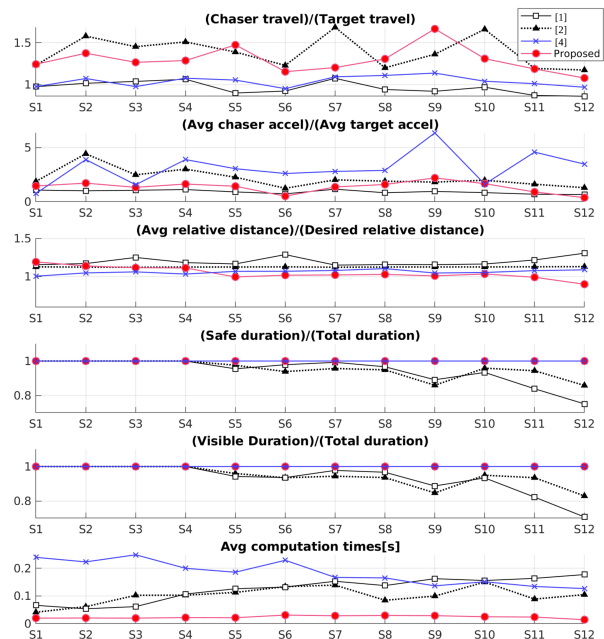 (Chaser travel)/(Target travel)
[1]
[2]
[4]
Proposed
1.5
1
S1 S2 S3 S4 S5 S6 S7 S8 S9 S10 S11 S12
(Avg chaser accel)/(Avg target accel)
5
0
S1 S2 S3 S4 S5 S6 S7 S8 S9 S10 S11 S12
(Avg relative distance)/(Desired relative distance)
1.5
1
S1 S2 S3 S4 S5 S6 S7 S8 S9 S10 S11 S12
(Safe duration)/(Total duration)
1
0.8
S1 S2 S3 S4 S5 S6 S7 S8 S9 S10 S11 S12
(Visible Duration)/(Total duration)
1
0.8
S1 S2 S3 S4 S5 S6 S7 S8 S9 S10 S11 S12
Avg computation times[s]
0.2
0.1
0
S1 S2 S3 S4 S5 S6 S7 S8 S9 S10 S11 S12